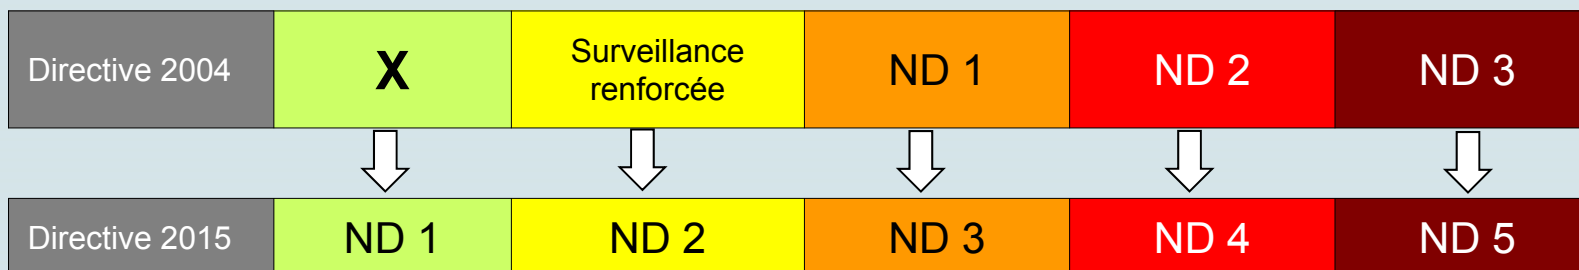 Directive 2004
X
Surveillance
renforcée
ND 1
ND 2
ND 3
Directive 2015
ND 1
ND 2
ND 3
ND 4
ND 5